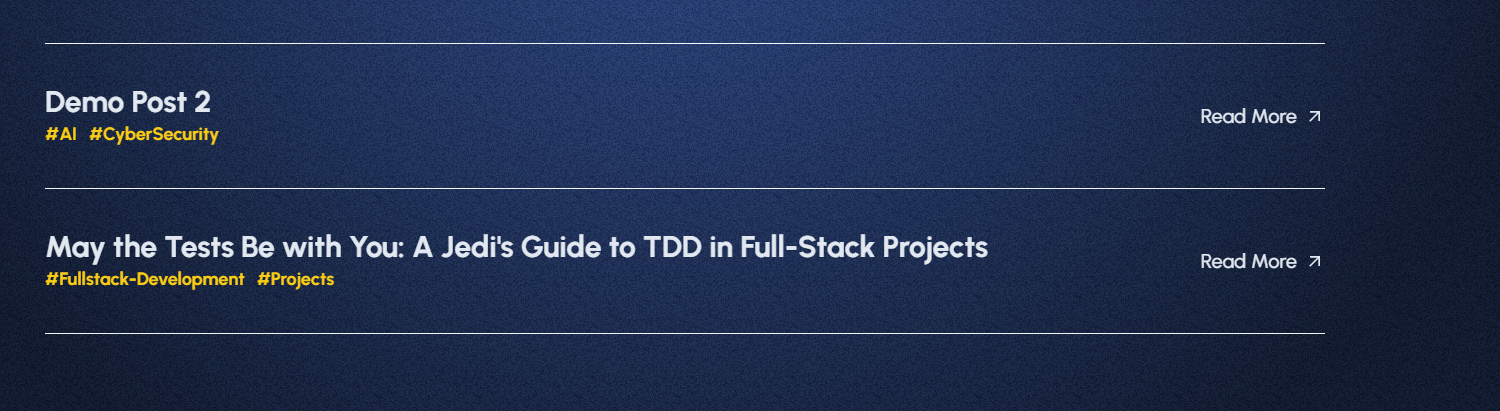 Demo Post 2
#AI #CyberSecurity
Read More
May the Tests Be with You: A Jedi's Guide to TDD in Full-Stack Projects
#Fullstack-Development #Projects
Read More